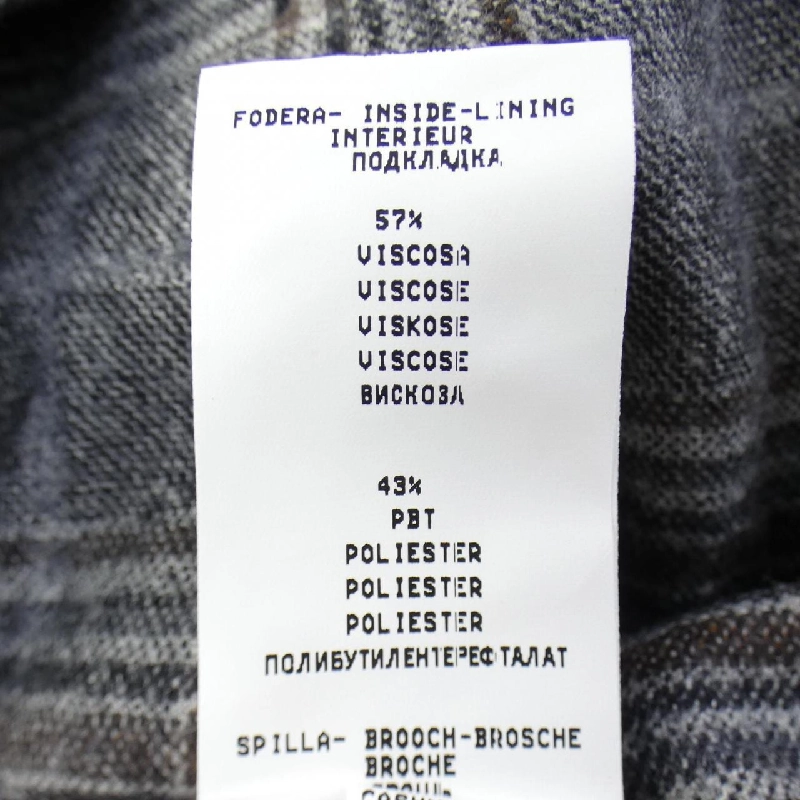 FODERA- INSIDE-LINING
INTERIEUR
ПОДКЛАДКА
57%
VISCOSA
VISCOSE
VISKOSE
VISCOSE
ВИСКОЗА
43%
PBT
POLIESTER
POLIESTER
POLIESTER
ПОЛИБУТИЛЕНТЕРЕФТАЛАТ
SPILLA- BROOCH-BROSCHE
BROCHE